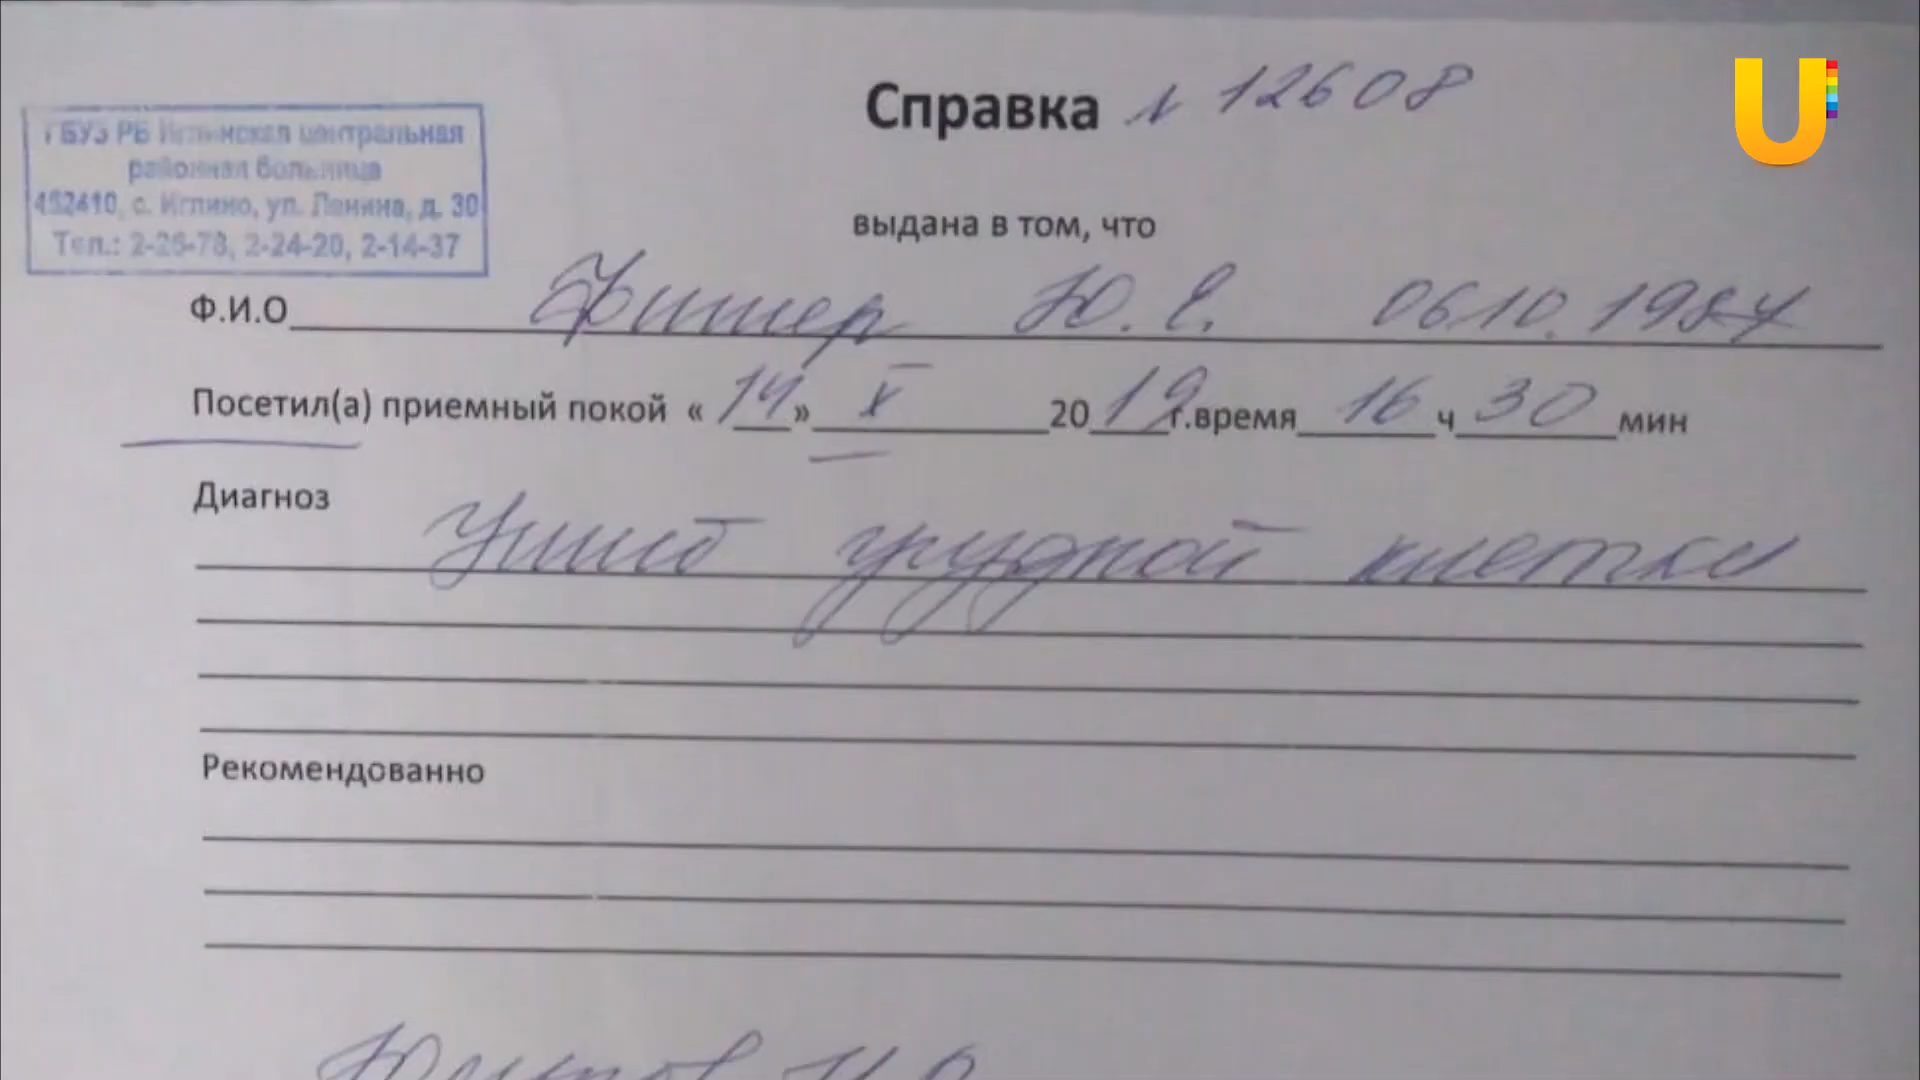 Справка № 12608
ГБУЗ РБ Иглинская центральная
районная больница
452410, с. Иглино, ул. Ленина, д. 30
Тел.: 2-26-78, 2-24-20, 2-14-37
U
выдана в том, что
Ф.И.О Фишер Ю. Е. 06.10.1984
Посетил(а) приемный покой « 14 » X 2019 г.время 16 ч 30 мин
Диагноз
Ушиб грудной клетки
Рекомендованно